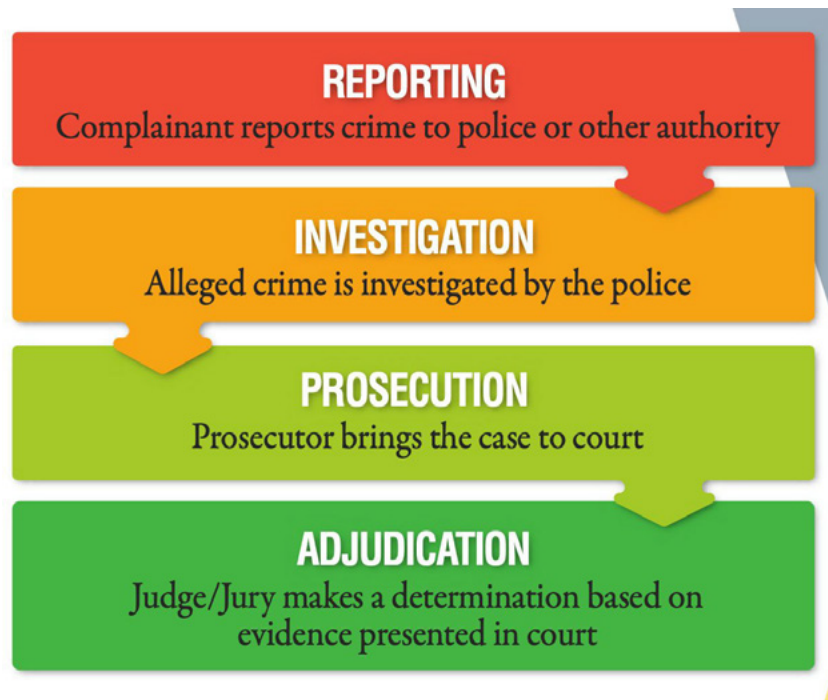 REPORTING
Complainant reports crime to police or other authority
INVESTIGATION
Alleged crime is investigated by the police
PROSECUTION
Prosecutor brings the case to court
ADJUDICATION
Judge/Jury makes a determination based on
evidence presented in court